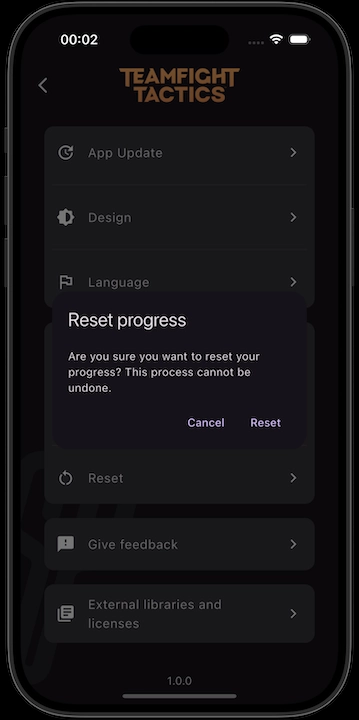 00:02
TEAMFIGHT
TACTICS
App Update
Design
Language
Reset progress
Are you sure you want to reset your
progress? This process cannot be
undone.
Cancel Reset
Reset
Give feedback
External libraries and
licenses
1.0.0